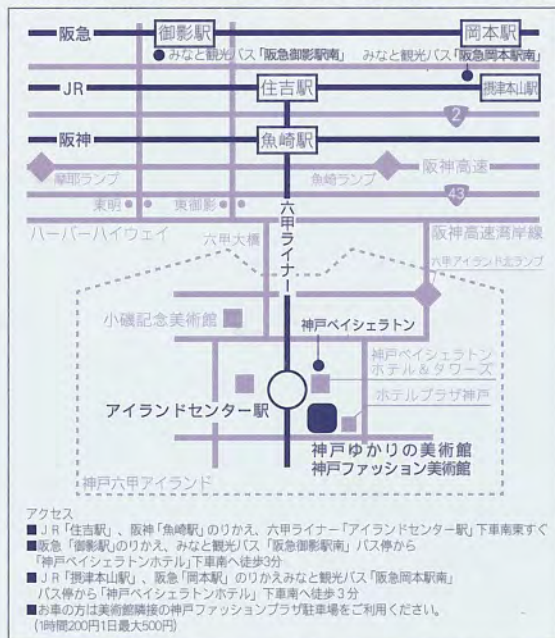 阪急
御影駅
岡本駅
みなと観光バス「阪急御影駅南」
みなと観光バス「阪急岡本駅南」
JR
住吉駅
摂津本山駅
2
阪神
魚崎駅
摩耶ランプ
魚崎ランプ
阪神高速
43
東明
東御影
六甲ライナー
ハーバーハイウェイ
六甲大橋
阪神高速湾岸線
六甲アイランド北ランプ
小磯記念美術館
神戸ベイシェラトン
神戸ベイシェラトン
ホテル&タワーズ
ホテルプラザ神戸
アイランドセンター駅
神戸ゆかりの美術館
神戸ファッション美術館
神戸六甲アイランド
アクセス
■JR「住吉駅」、阪神「魚崎駅」のりかえ、六甲ライナー「アイランドセンター駅」下車南東すぐ
■阪急「御影駅」のりかえ、みなと観光バス「阪急御影駅南」バス停から
「神戸ベイシェラトンホテル」下車南へ徒歩3分
■JR「摂津本山駅」、阪急「岡本駅」のりかえみなと観光バス「阪急岡本駅南」
バス停から「神戸ベイシェラトンホテル」下車南へ徒歩3分
■お車の方は美術館隣接の神戸ファッションプラザ駐車場をご利用ください。
(1時間200円1日最大500円)